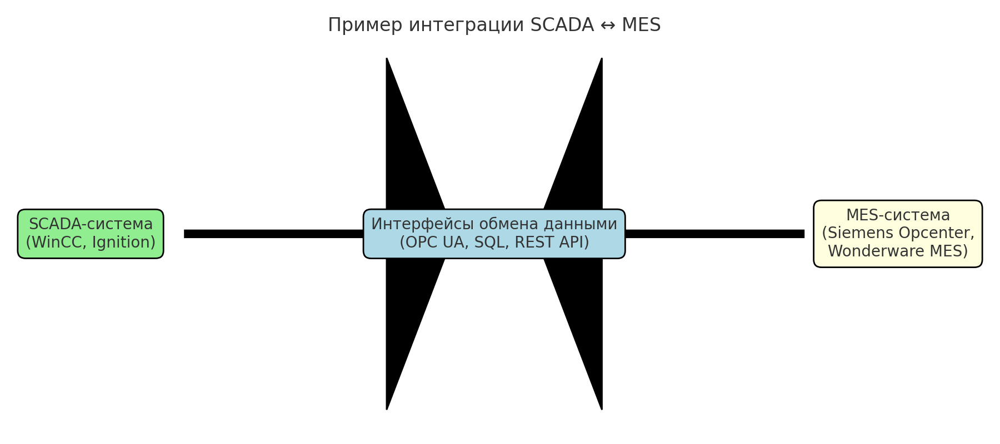 Пример интеграции SCADA ↔ MES
SCADA-система
(WinCC, Ignition)
Интерфейсы обмена данными
(OPC UA, SQL, REST API)
MES-система
(Siemens Opcenter,
Wonderware MES)